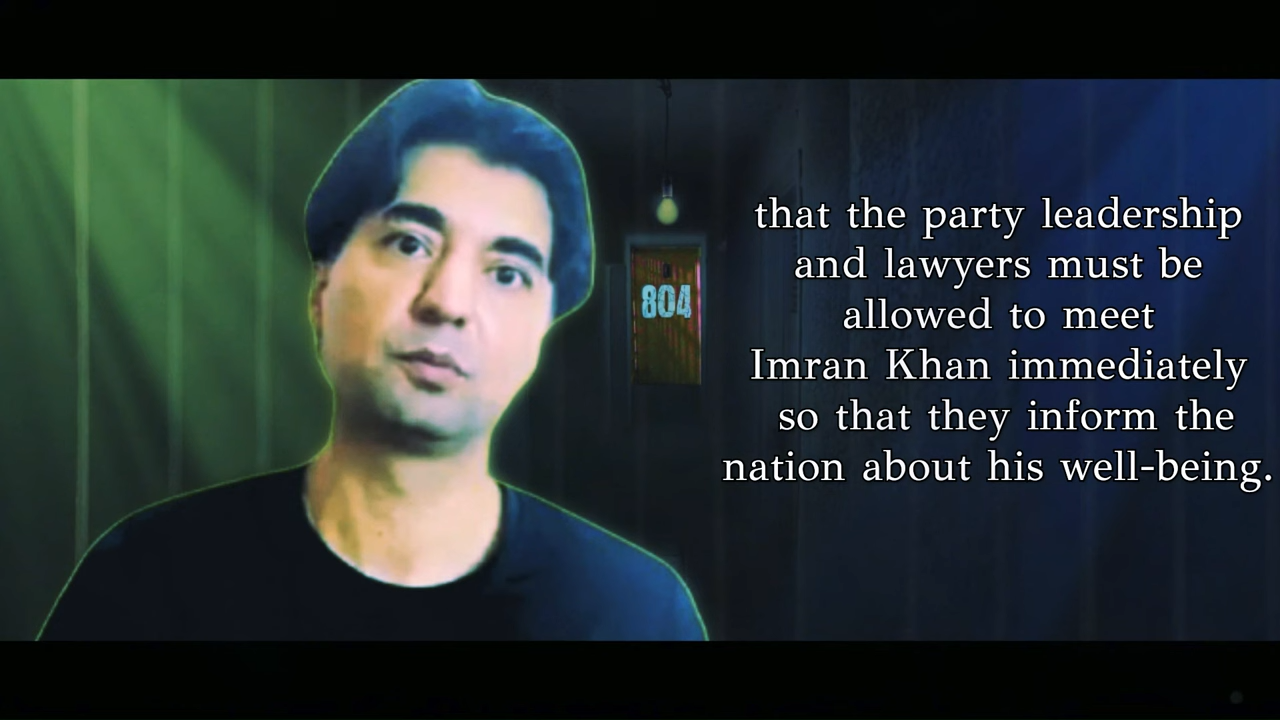 804
that the party leadership
and lawyers must be
allowed to meet
Imran Khan immediately
so that they inform the
nation about his well-being.